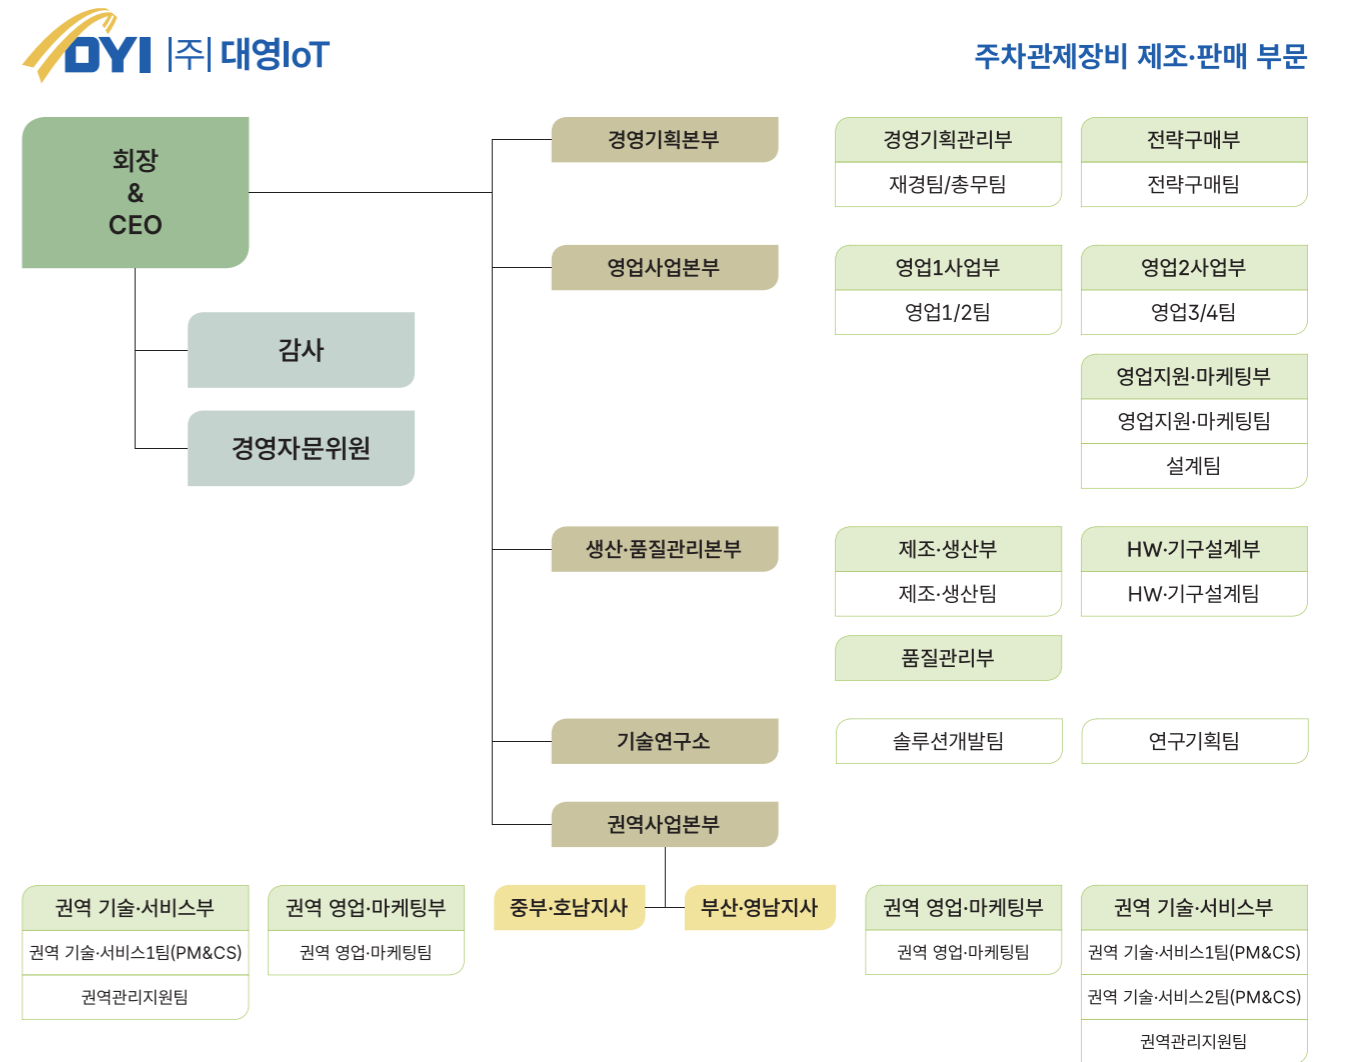 DYI |주| 대영IoT
주차관제장비 제조·판매 부문
회장
&
CEO
감사
경영자문위원
경영기획본부
경영기획관리부
재경팀/총무팀
전략구매부
전략구매팀
영업사업본부
영업1사업부
영업1/2팀
영업2사업부
영업3/4팀
영업지원·마케팅부
영업지원·마케팅팀
설계팀
생산·품질관리본부
제조·생산부
제조·생산팀
HW·기구설계부
HW·기구설계팀
품질관리부
기술연구소
솔루션개발팀
연구기획팀
권역사업본부
권역 기술·서비스부
권역 기술·서비스1팀(PM&CS)
권역관리지원팀
권역 영업·마케팅부
권역 영업·마케팅팀
중부·호남지사
부산·영남지사
권역 영업·마케팅부
권역 영업·마케팅팀
권역 기술·서비스부
권역 기술·서비스1팀(PM&CS)
권역 기술·서비스2팀(PM&CS)
권역관리지원팀